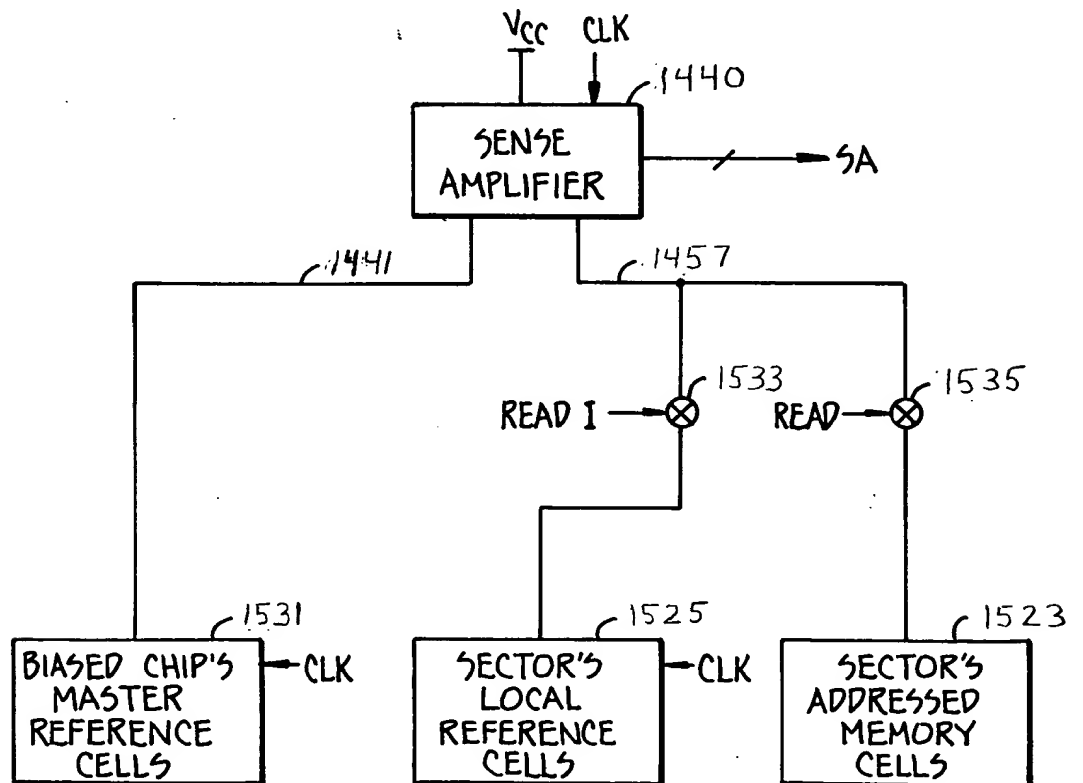 VCC CLK
1440
SENSE
AMPLIFIER
SA
1441
1457
1533
1535
READ I
READ
1531
1525
1523
BIASED CHIP'S
MASTER
REFERENCE
CELLS
CLK
SECTOR'S
LOCAL
REFERENCE
CELLS
CLK
SECTOR'S
ADDRESSED
MEMORY
CELLS